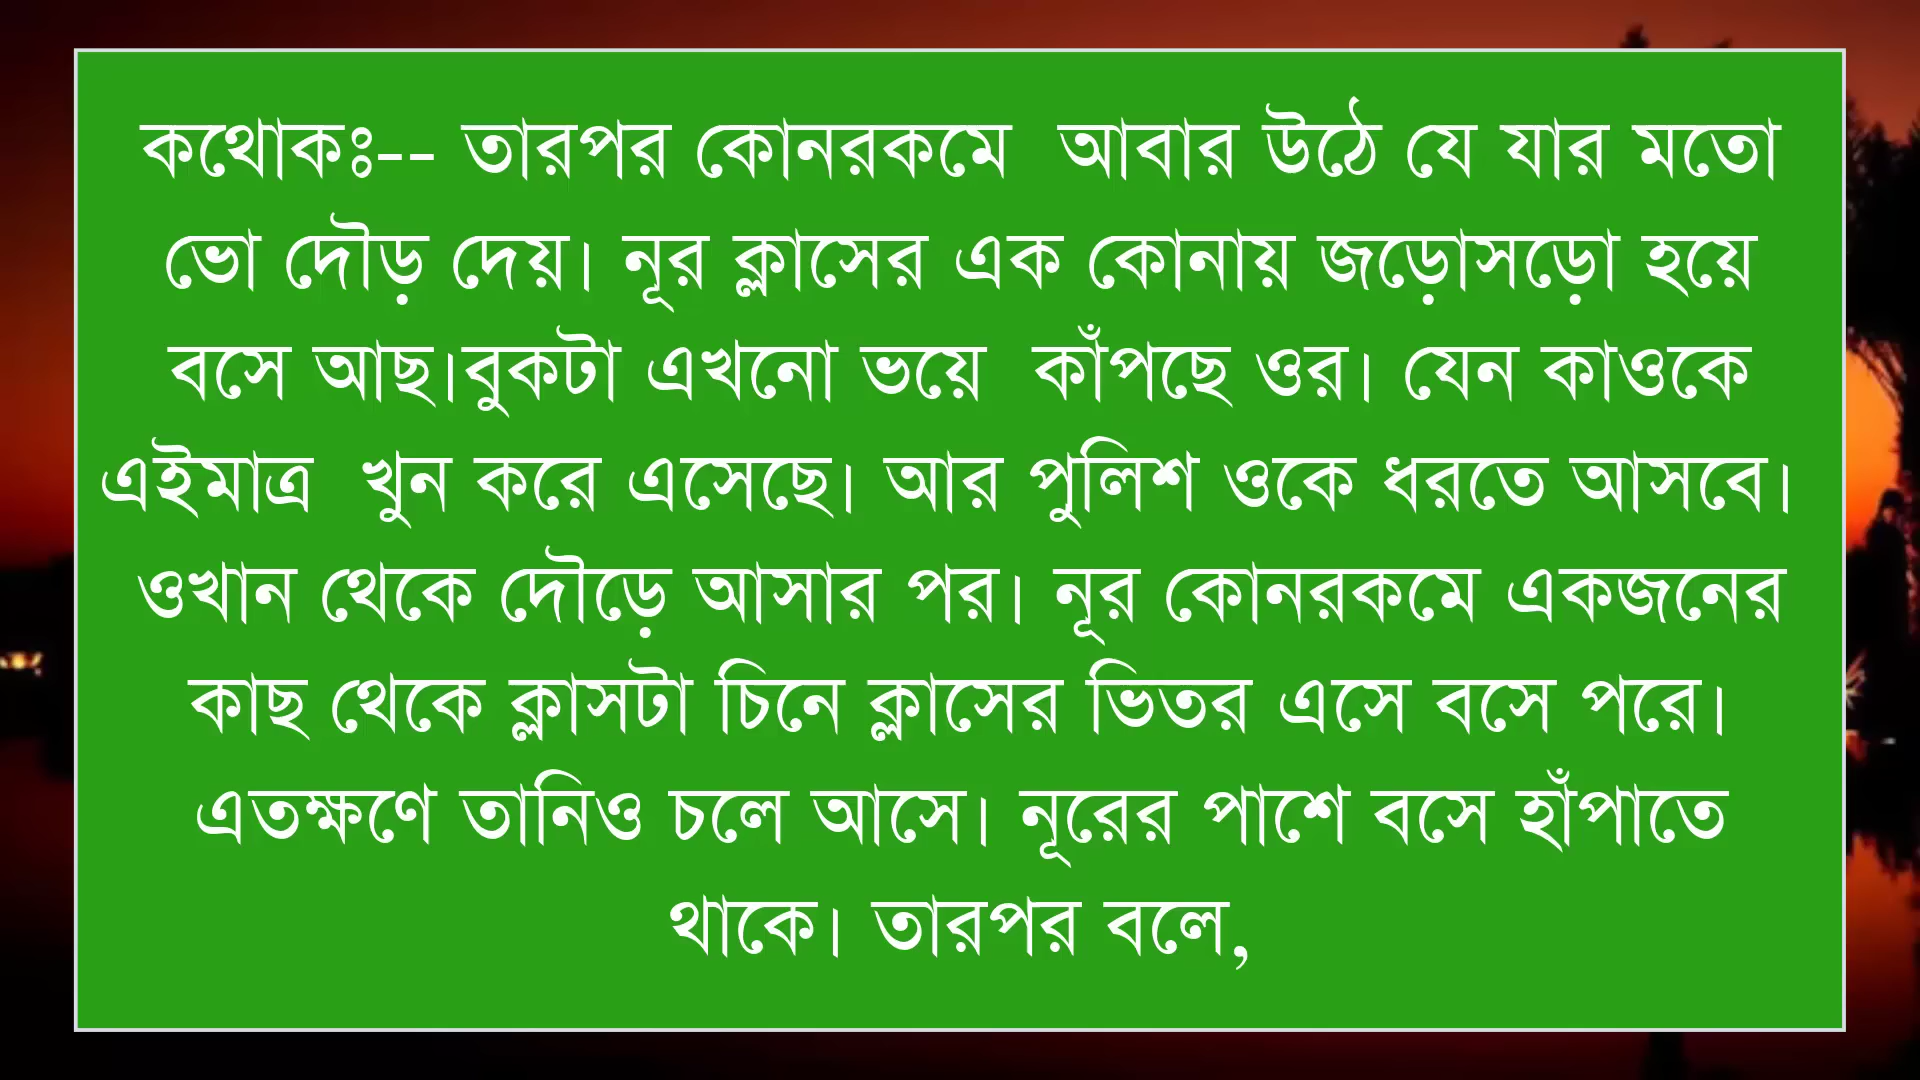 কথোকঃ-- তারপর কোনরকমে আবার উঠে যে যার মতো
ভো দৌড় দেয়। নূর ক্লাসের এক কোনায় জড়োসড়ো হয়ে
বসে আছ।বুকটা এখনো ভয়ে কাঁপছে ওর। যেন কাওকে
এইমাত্র খুন করে এসেছে। আর পুলিশ ওকে ধরতে আসবে।
ওখান থেকে দৌড়ে আসার পর। নূর কোনরকমে একজনের
কাছ থেকে ক্লাসটা চিনে ক্লাসের ভিতর এসে বসে পরে।
এতক্ষণে তানিও চলে আসে। নূরের পাশে বসে হাঁপাতে
থাকে। তারপর বলে,